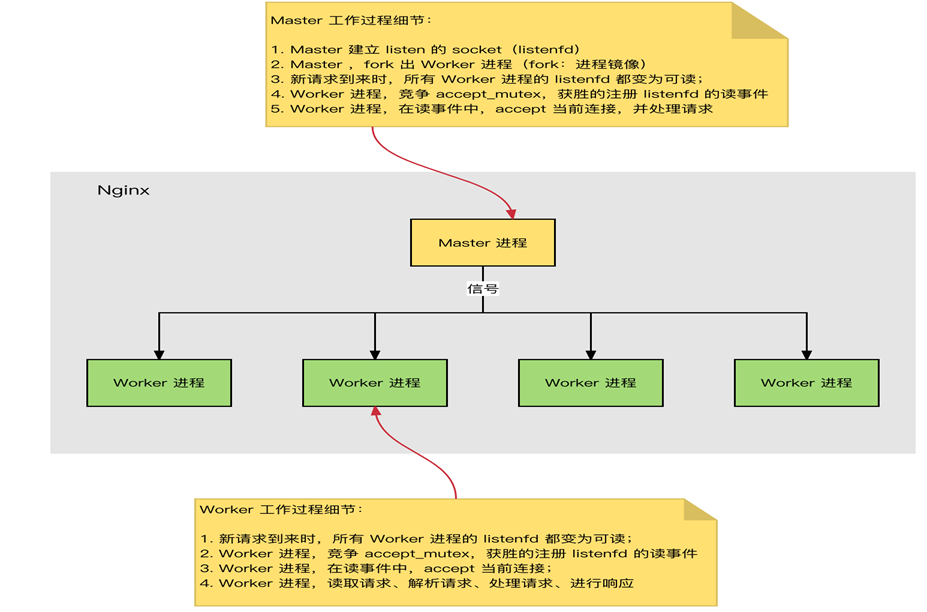 Master 工作过程细节：
1. Master 建立 listen 的 socket（listenfd）
2. Master ，fork 出 Worker 进程（fork：进程镜像）
3. 新请求到来时，所有 Worker 进程的 listenfd 都变为可读；
4. Worker 进程，竞争 accept_mutex，获胜的注册 listenfd 的读事件
5. Worker 进程，在读事件中，accept 当前连接，并处理请求
Nginx
Master 进程
信号
Worker 进程
Worker 进程
Worker 进程
Worker 进程
Worker 工作过程细节：
1. 新请求到来时，所有 Worker 进程的 listenfd 都变为可读；
2. Worker 进程，竞争 accept_mutex，获胜的注册 listenfd 的读事件
3. Worker 进程，在读事件中，accept 当前连接；
4. Worker 进程，读取请求、解析请求、处理请求、进行响应